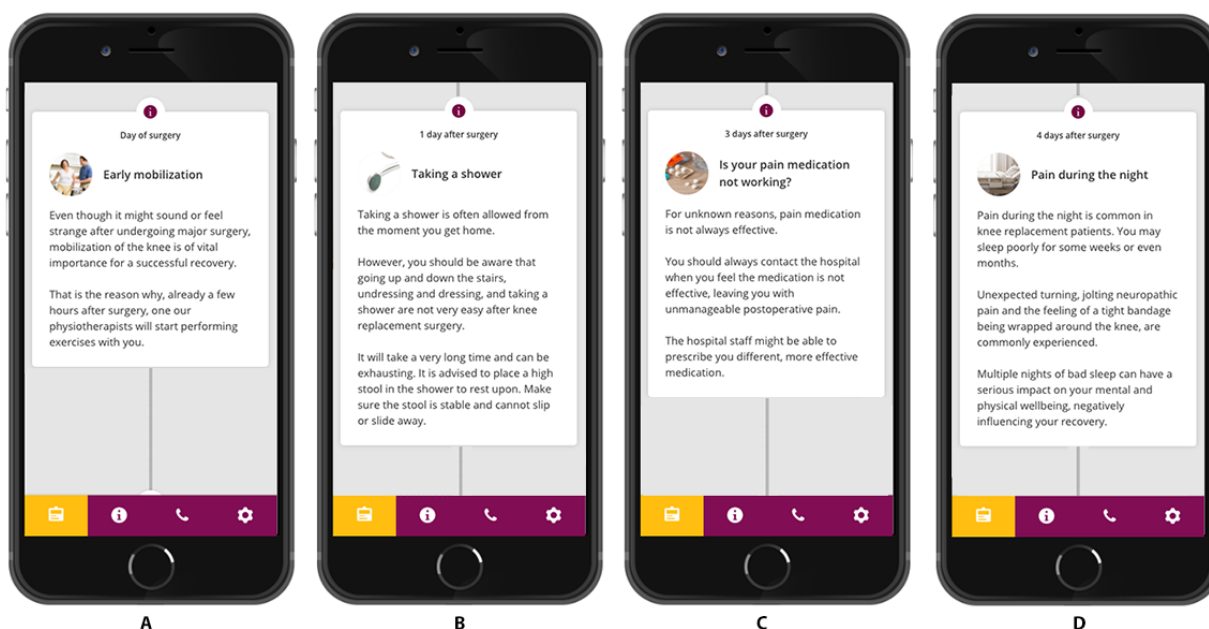 Day of surgery
Early mobilization
Even though it might sound or feel
strange after undergoing major surgery,
mobilization of the knee is of vital
importance for a successful recovery.
That is the reason why, already a few
hours after surgery, one our
physiotherapists will start performing
exercises with you.
A
1 day after surgery
Taking a shower
Taking a shower is often allowed from
the moment you get home.
However, you should be aware that
going up and down the stairs,
undressing and dressing, and taking a
shower are not very easy after knee
replacement surgery.
It will take a very long time and can be
exhausting. It is advised to place a high
stool in the shower to rest upon. Make
sure the stool is stable and cannot slip
or slide away.
B
3 days after surgery
Is your pain medication
not working?
For unknown reasons, pain medication
is not always effective.
You should always contact the hospital
when you feel the medication is not
effective, leaving you with
unmanageable postoperative pain.
The hospital staff might be able to
prescribe you different, more effective
medication.
C
4 days after surgery
Pain during the night
Pain during the night is common in
knee replacement patients. You may
sleep poorly for some weeks or even
months.
Unexpected turning, jolting neuropathic
pain and the feeling of a tight bandage
being wrapped around the knee, are
commonly experienced.
Multiple nights of bad sleep can have a
serious impact on your mental and
physical wellbeing, negatively
influencing your recovery.
D